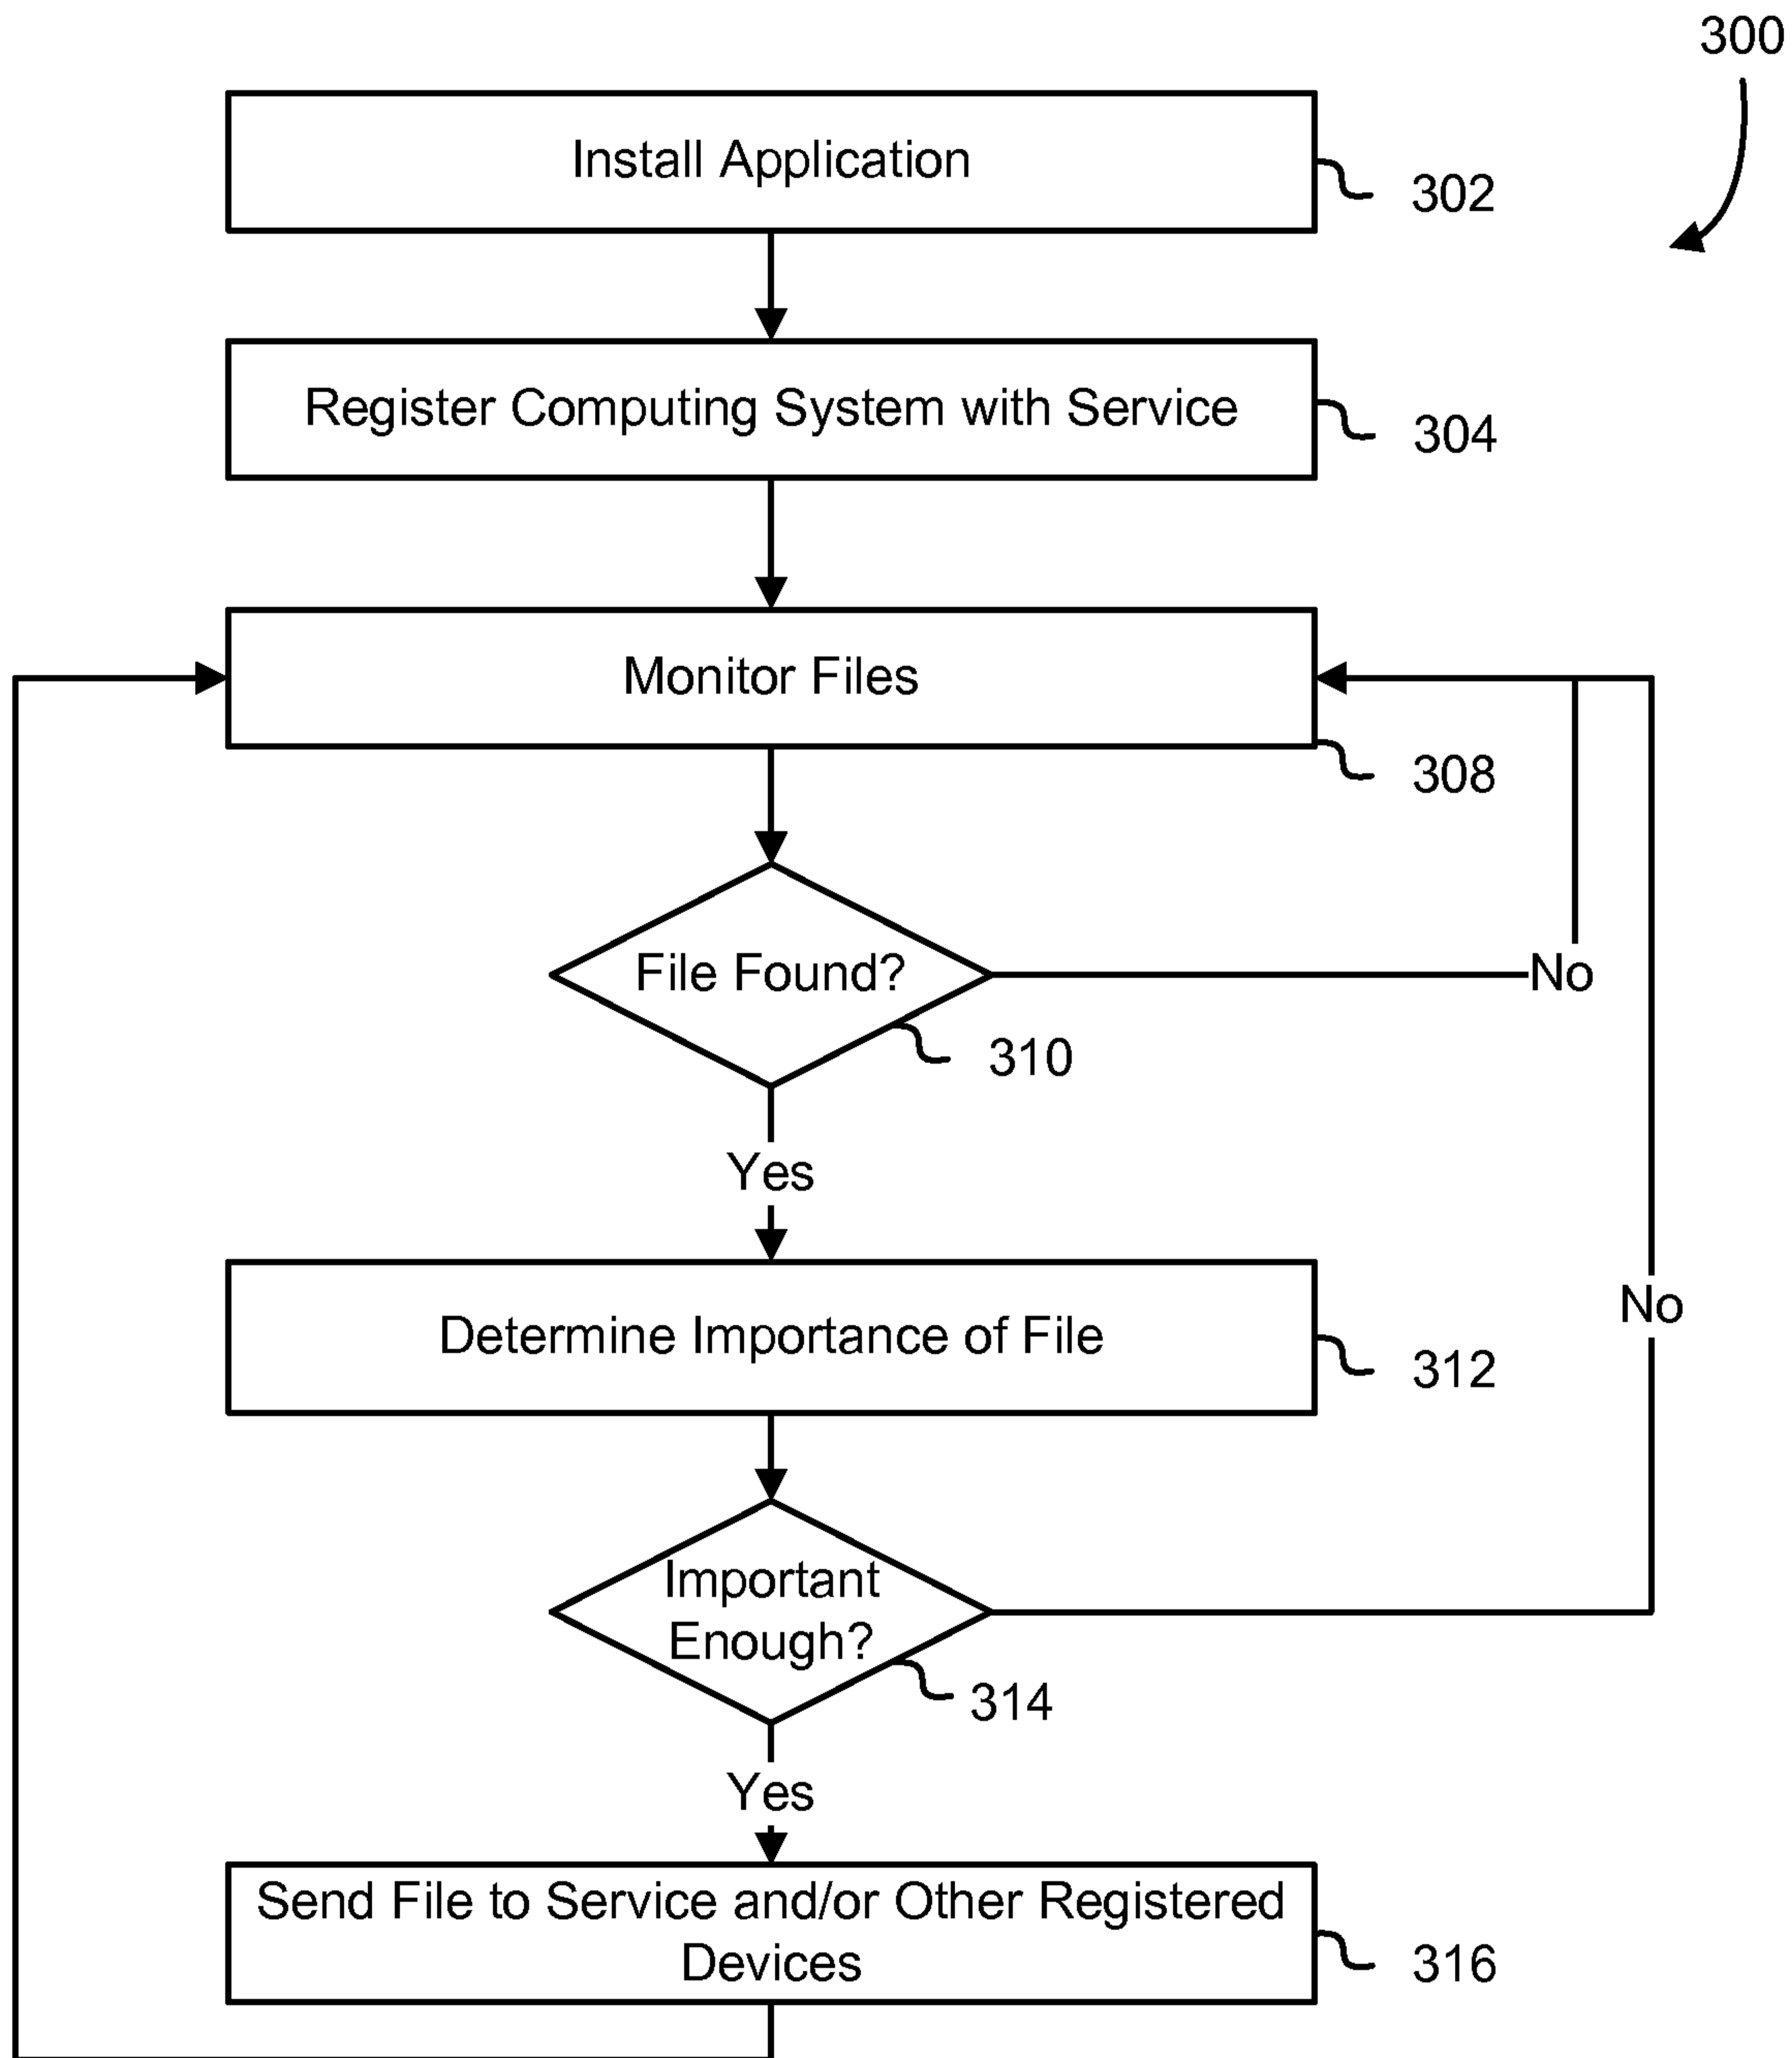 300
Install Application
302
Register Computing System with Service
304
Monitor Files
308
File Found?
No
310
Yes
Determine Importance of File
No
312
Important
Enough?
314
Yes
Send File to Service and/or Other Registered
Devices
316